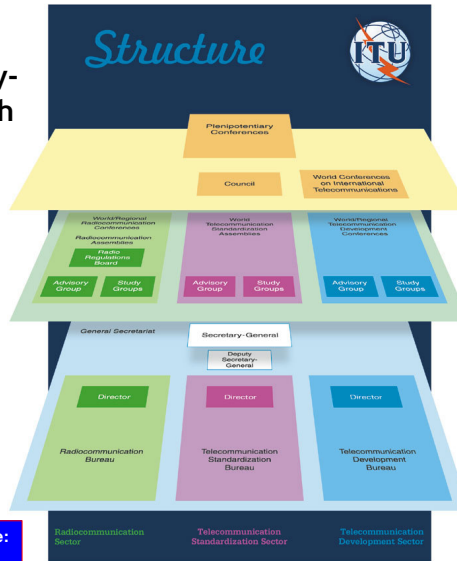 Structure
ITU
y-
h
Plenipotentiary
Conferences
Council
World Conferences
on International
Telecommunications
World/Regional
Radiocommunication
Conferences
Radiocommunication
Assemblies
Radio
Regulations
Board
Advisory
Group
Study
Groups
World
Telecommunication
Standardization
Assemblies
Advisory
Group
Study
Groups
World/Regional
Telecommunication
Development
Conferences
Advisory
Group
Study
Groups
General Secretariat
Secretary-General
Deputy
Secretary-
General
Director
Radiocommunication
Bureau
Director
Telecommunication
Standardization
Bureau
Director
Telecommunication
Development
Bureau
e:
Radiocommunication
Sector
Telecommunication
Standardization Sector
Telecommunication
Development Sector